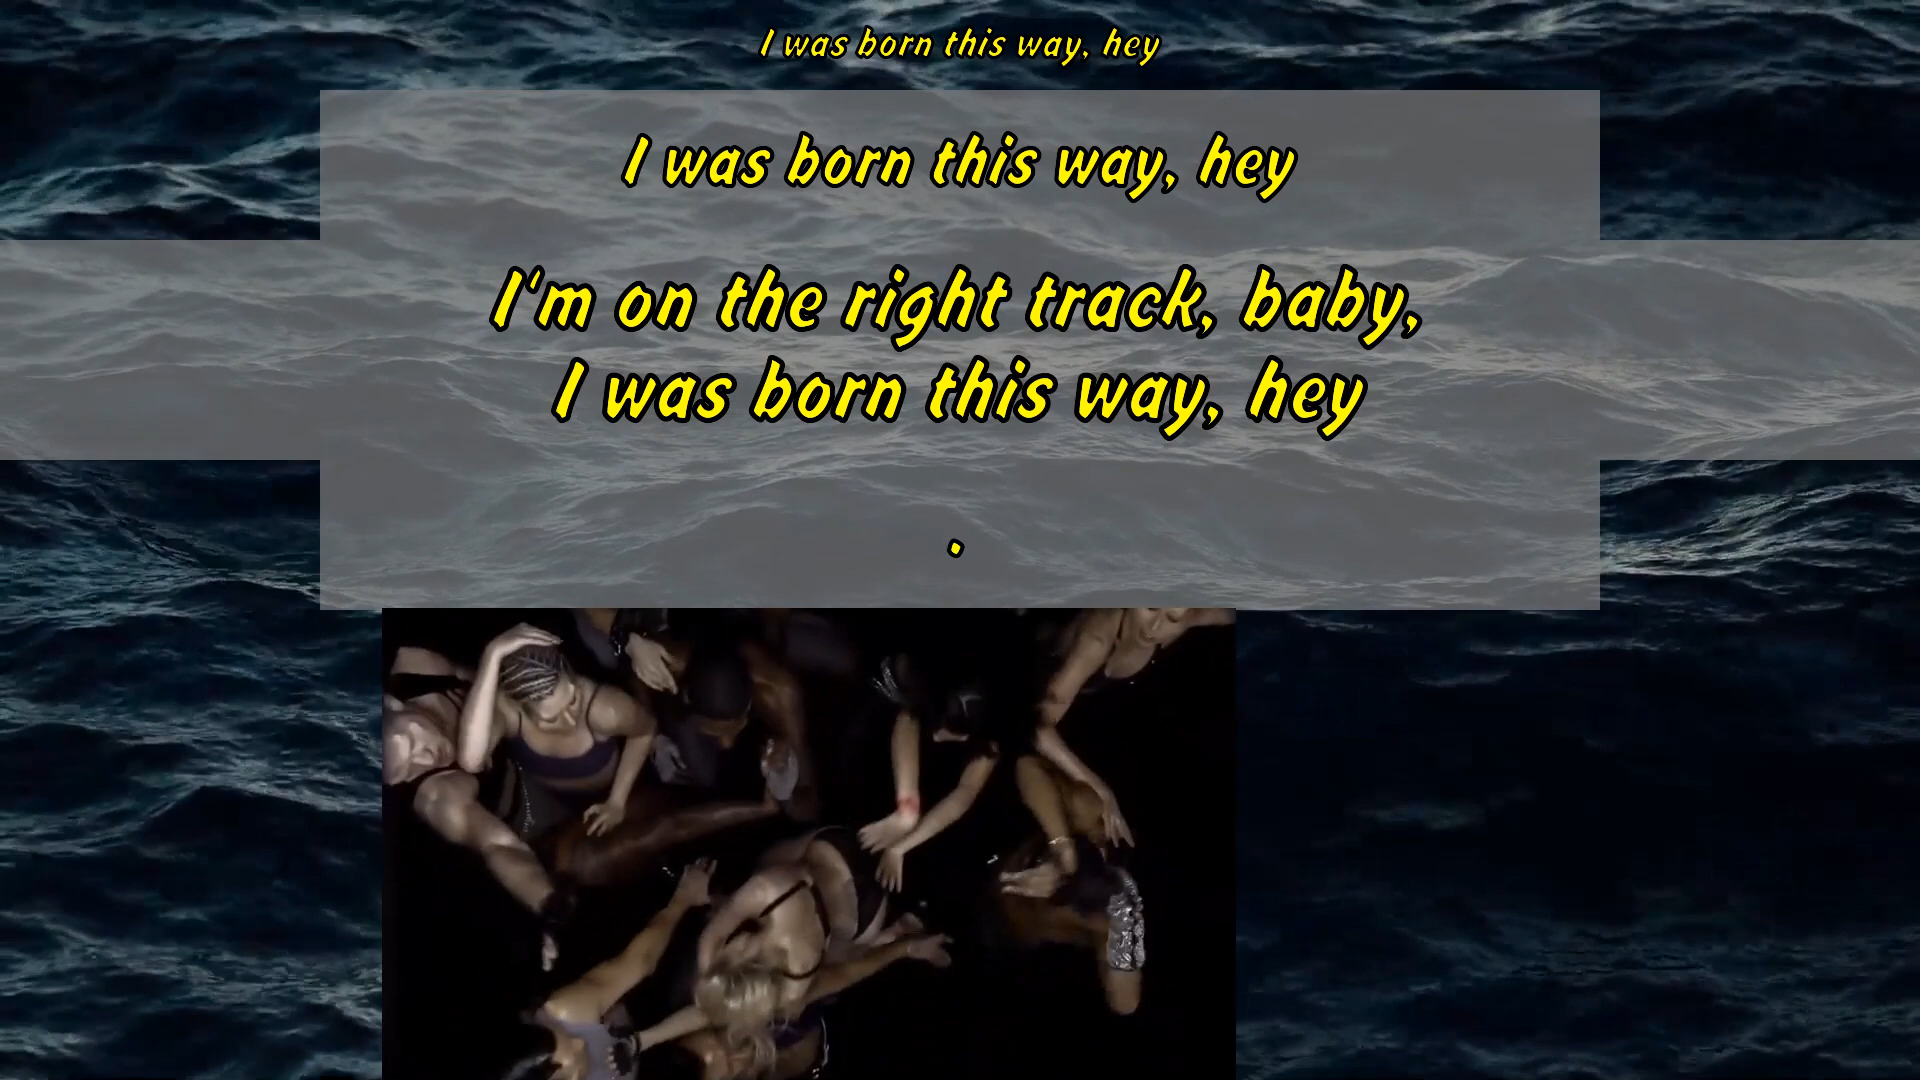 I was born this way, hey
I was born this way, hey
I'm on the right track, baby,
I was born this way, hey
.